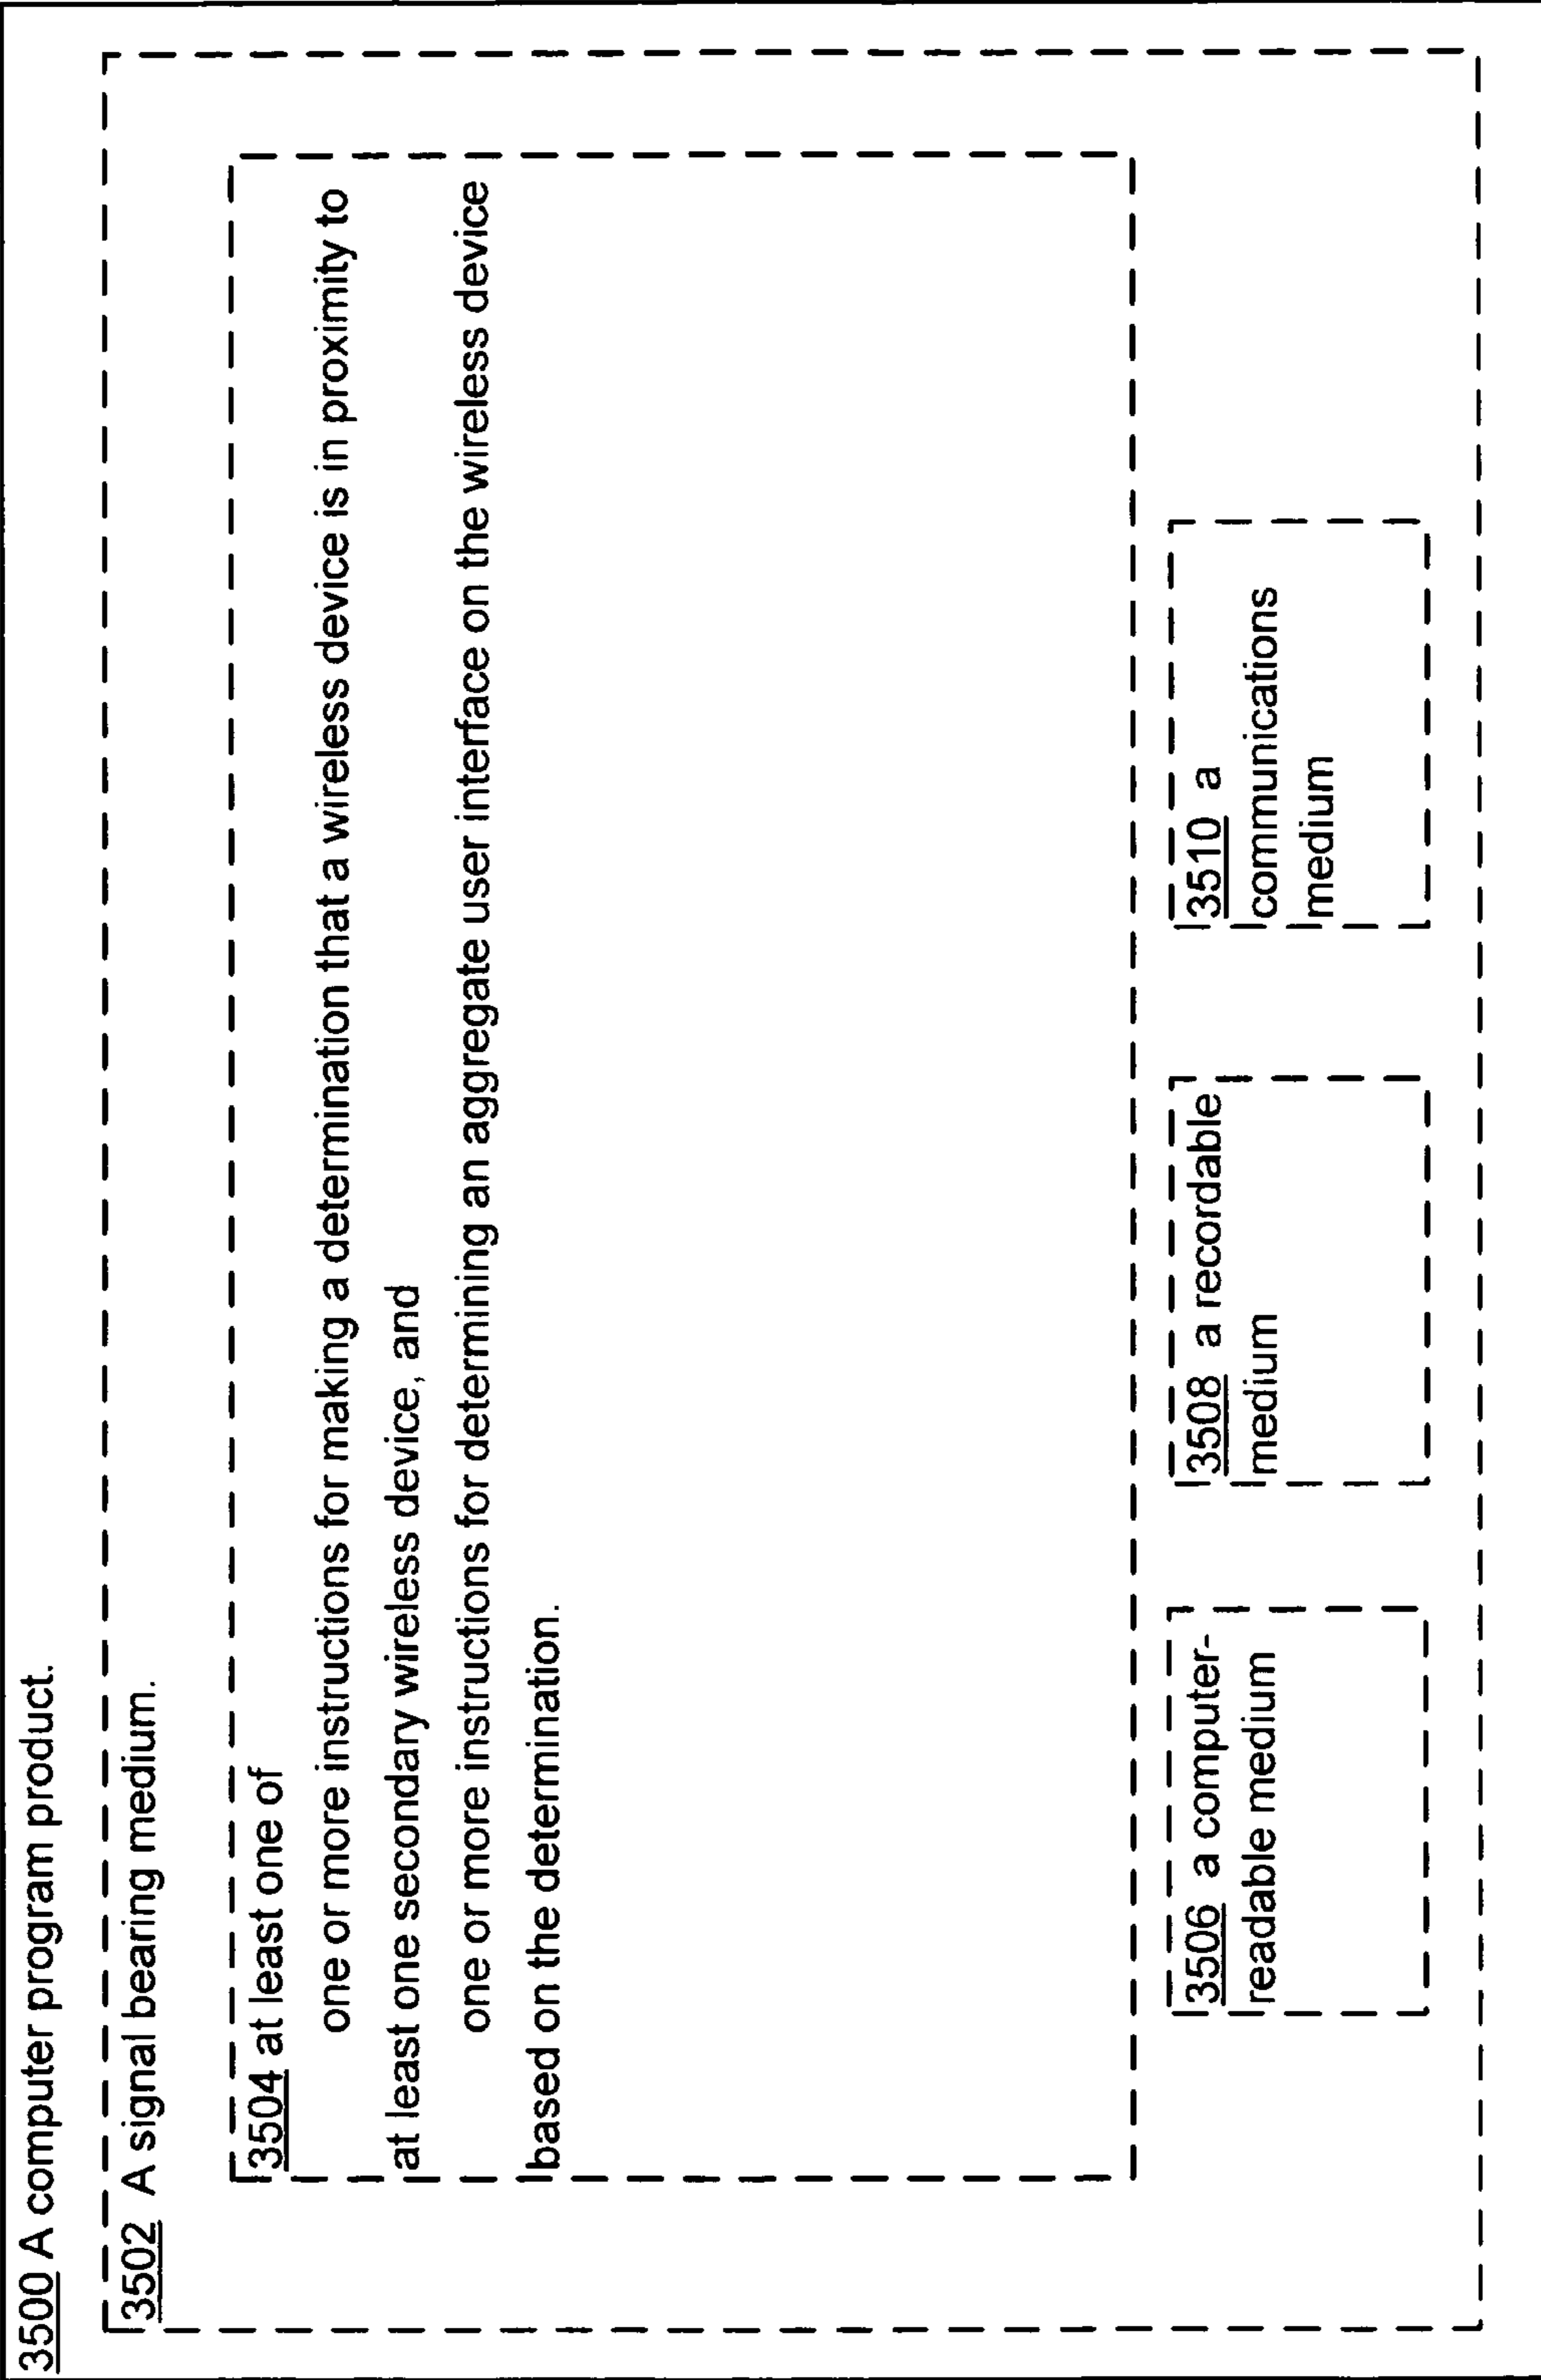 3500 A computer program product.
3502 A signal bearing medium.
3504 at least one of
one or more instructions for making a determination that a wireless device is in proximity to
at least one secondary wireless device, and
one or more instructions for determining an aggregate user interface on the wireless device
based on the determination.
3506 a computer-
readable medium
3508 a recordable
medium
3510 a
communications
medium